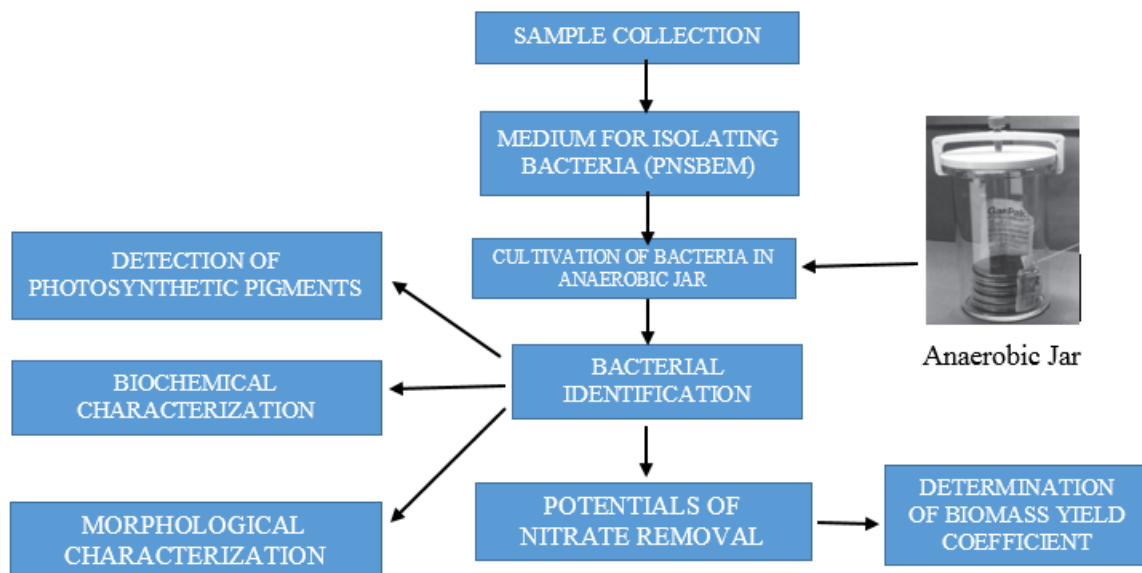 SAMPLE COLLECTION
MEDIUM FOR ISOLATING
BACTERIA (PNSBEM)
CULTIVATION OF BACTERIA IN
ANAEROBIC JAR
GasPak
Anaerobic Jar
DETECTION OF
PHOTOSYNTHETIC PIGMENTS
BIOCHEMICAL
CHARACTERIZATION
MORPHOLOGICAL
CHARACTERIZATION
BACTERIAL
IDENTIFICATION
POTENTIALS OF
NITRATE REMOVAL
DETERMINATION
OF BIOMASS YIELD
COEFFICIENT